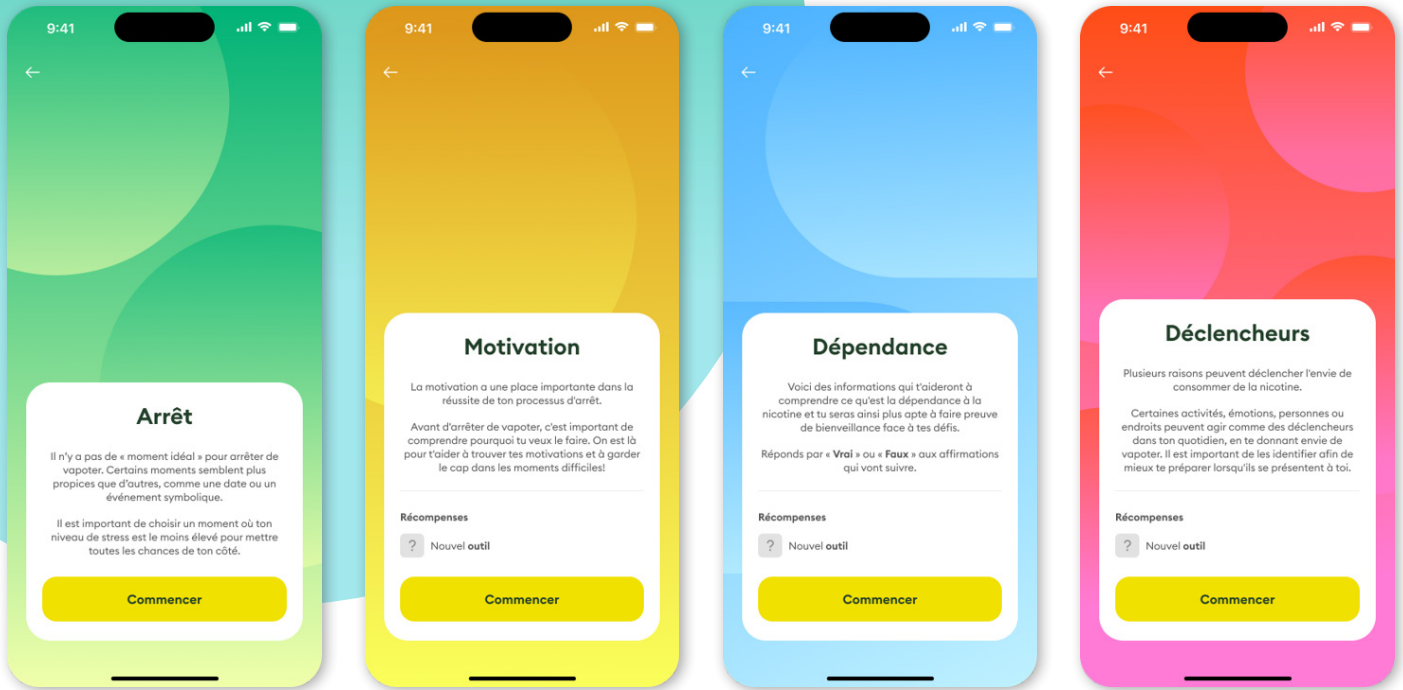 9:41
Arrêt
Il n'y a pas de « moment idéal » pour arrêter de
vapoter. Certains moments semblent plus
propices que d'autres, comme une date ou un
événement symbolique.
Il est important de choisir un moment où ton
niveau de stress est le moins élevé pour mettre
toutes les chances de ton côté.
Commencer
9:41
Motivation
La motivation a une place importante dans la
réussite de ton processus d'arrêt.
Avant d'arrêter de vapoter, c'est important de
comprendre pourquoi tu veux le faire. On est là
pour t'aider à trouver tes motivations et à garder
le cap dans les moments difficiles!
Récompenses
? Nouvel outil
Commencer
9:41
Dépendance
Voici des informations qui t'aideront à
comprendre ce qu'est la dépendance à la
nicotine et tu seras ainsi plus apte à faire preuve
de bienveillance face à tes défis.
Réponds par « Vrai » ou « Faux » aux affirmations
qui vont suivre.
Récompenses
? Nouvel outil
Commencer
9:41
Déclencheurs
Plusieurs raisons peuvent déclencher l'envie de
consommer de la nicotine.
Certaines activités, émotions, personnes ou
endroits peuvent agir comme des déclencheurs
dans ton quotidien, en te donnant envie de
vapoter. Il est important de les identifier afin de
mieux te préparer lorsqu'ils se présentent à toi.
Récompenses
? Nouvel outil
Commencer